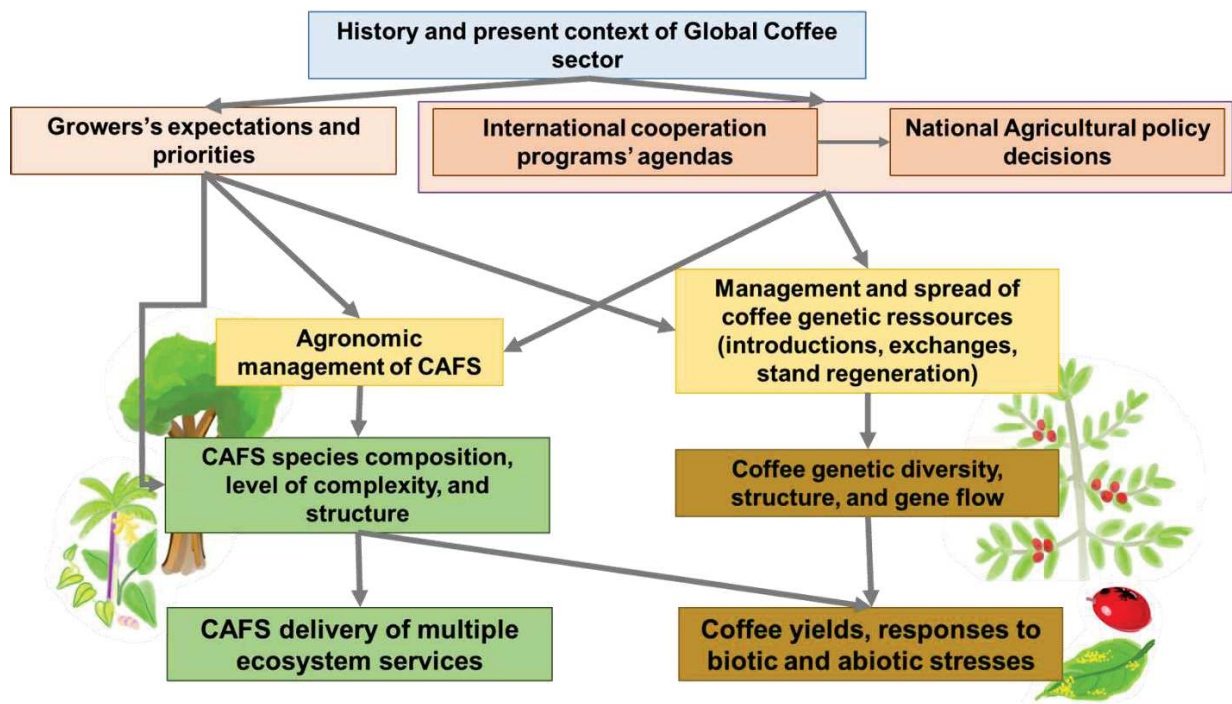 History and present context of Global Coffee
sector
Growers's expectations and
priorities
International cooperation
programs' agendas
National Agricultural policy
decisions
Agronomic
management of CAFS
Management and spread of
coffee genetic ressources
(introductions, exchanges,
stand regeneration)
CAFS species composition,
level of complexity, and
structure
Coffee genetic diversity,
structure, and gene flow
CAFS delivery of multiple
ecosystem services
Coffee yields, responses to
biotic and abiotic stresses